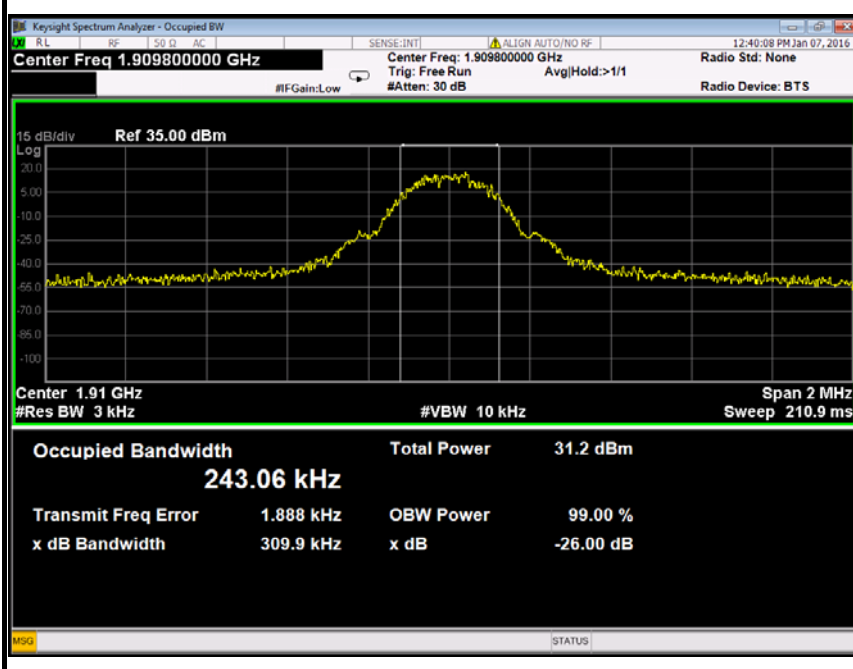 Keysight Spectrum Analyzer - Occupied BW
LXI RL RF 50 Ω AC SENSE:INT ALIGN AUTO/NO RF 12:40:08 PM Jan 07, 2016
Center Freq 1.909800000 GHz
Center Freq: 1.909800000 GHz
Radio Std: None
Trig: Free Run Avg|Hold:>1/1
#IFGain:Low
#Atten: 30 dB
Radio Device: BTS
15 dB/div Ref 35.00 dBm
Log
20.0
5.00
-10.0
-25.0
-40.0
-55.0
-70.0
-85.0
-100
Center 1.91 GHz Span 2 MHz
#Res BW 3 kHz #VBW 10 kHz Sweep 210.9 ms
Occupied Bandwidth Total Power 31.2 dBm
243.06 kHz
Transmit Freq Error 1.888 kHz OBW Power 99.00 %
x dB Bandwidth 309.9 kHz x dB -26.00 dB
MSG STATUS